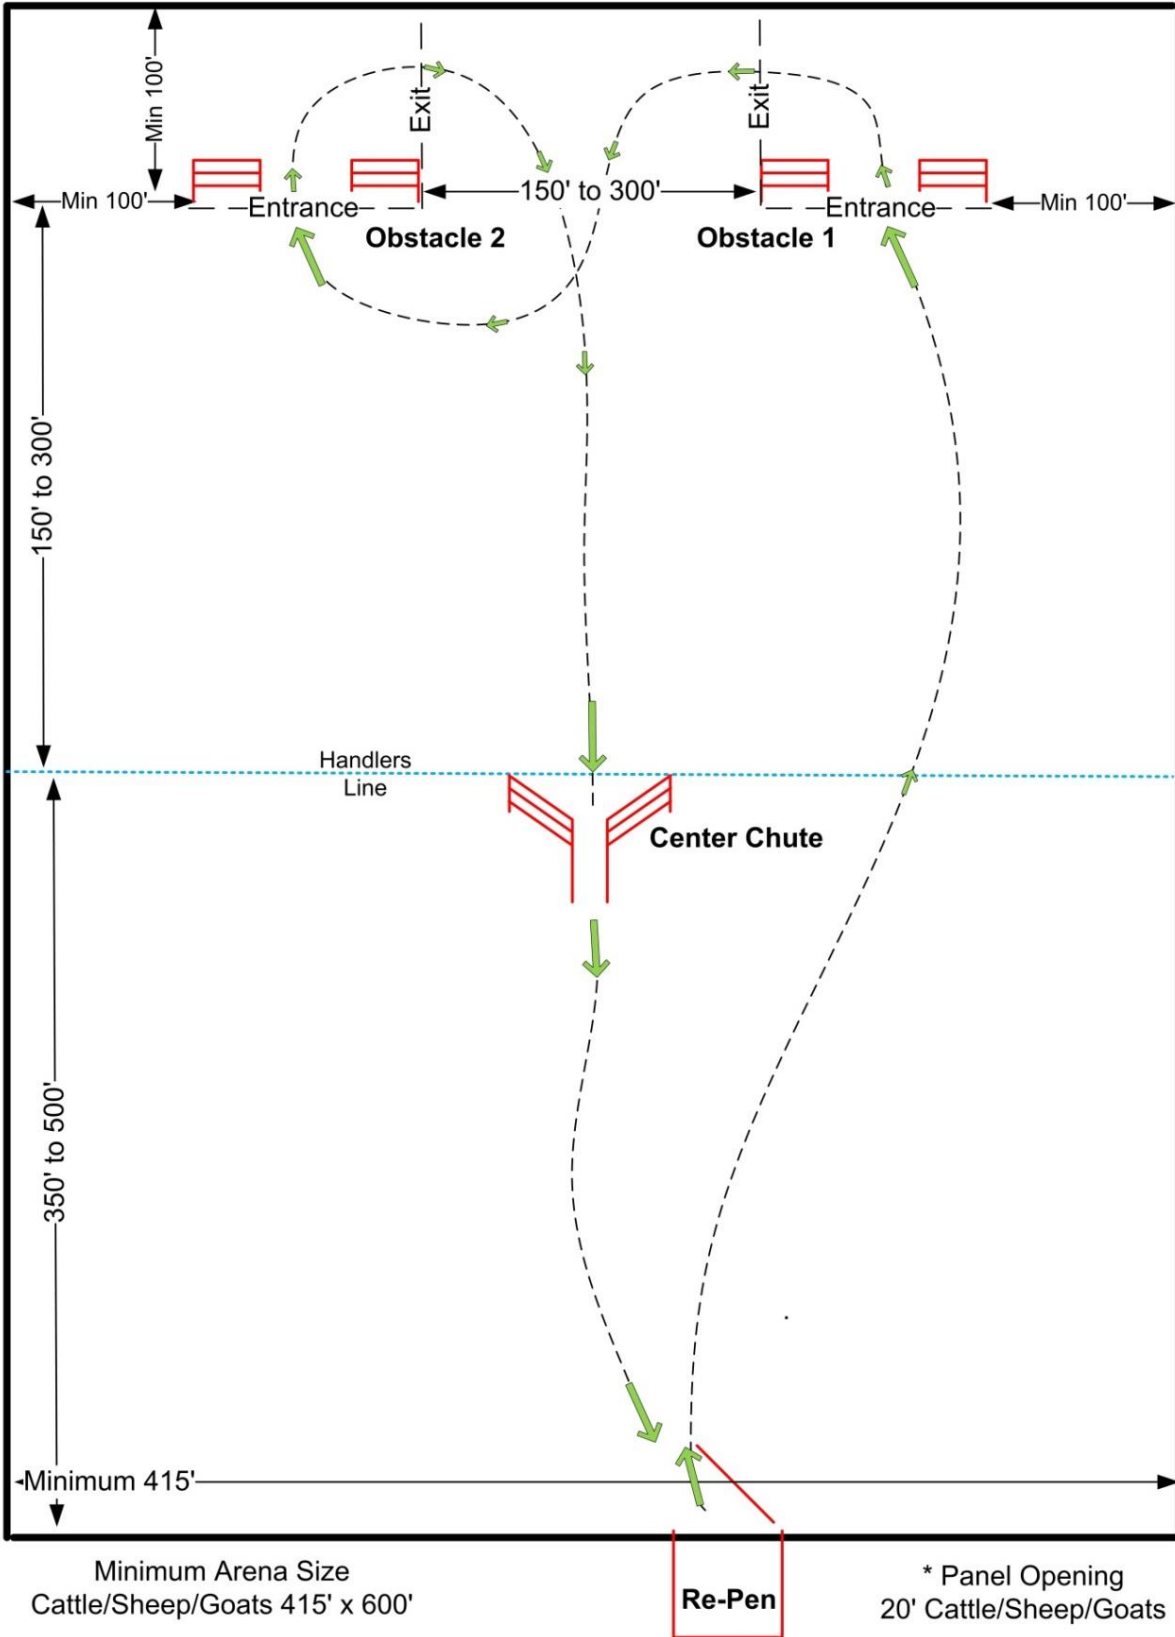 Min 100'
Exit
Exit
Min 100'
Entrance
150' to 300'
Entrance
Min 100'
Obstacle 2
Obstacle 1
150' to 300'
Handlers
Line
Center Chute
350' to 500'
Minimum 415'
Minimum Arena Size
Cattle/Sheep/Goats 415' x 600'
Re-Pen
* Panel Opening
20' Cattle/Sheep/Goats